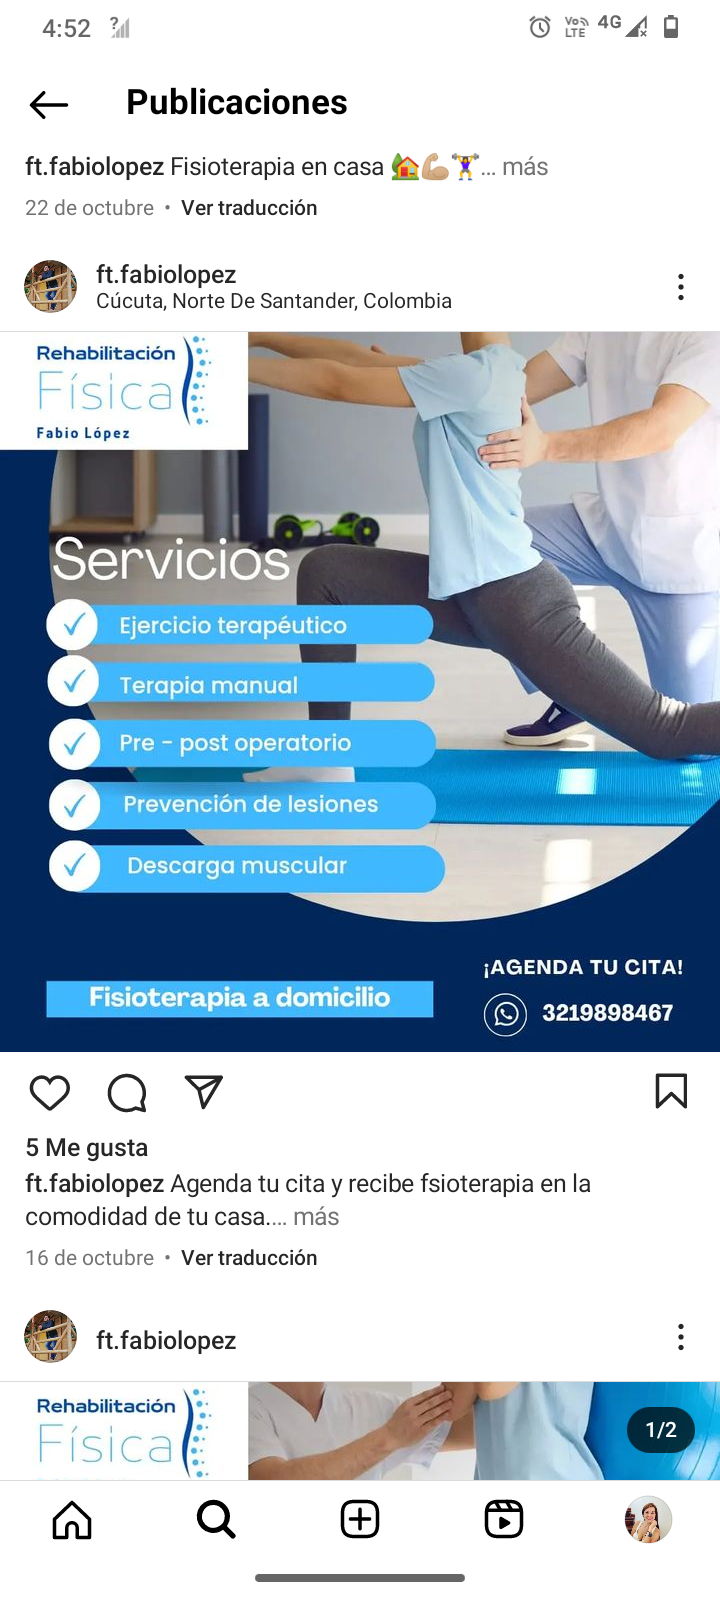 4:52
Vo LTE 4G
Publicaciones
ft.fabiolopez Fisioterapia en casa 🏡💪🏼🏋️‍♀️... más
22 de octubre • Ver traducción
ft.fabiolopez
Cúcuta, Norte De Santander, Colombia
Rehabilitación
Física
Fabio López
Servicios
Ejercicio terapéutico
Terapia manual
Pre - post operatorio
Prevención de lesiones
Descarga muscular
¡AGENDA TU CITA!
Fisioterapia a domicilio
3219898467
5 Me gusta
ft.fabiolopez Agenda tu cita y recibe fsioterapia en la
comodidad de tu casa.... más
16 de octubre • Ver traducción
ft.fabiolopez
Rehabilitación
Física
1/2